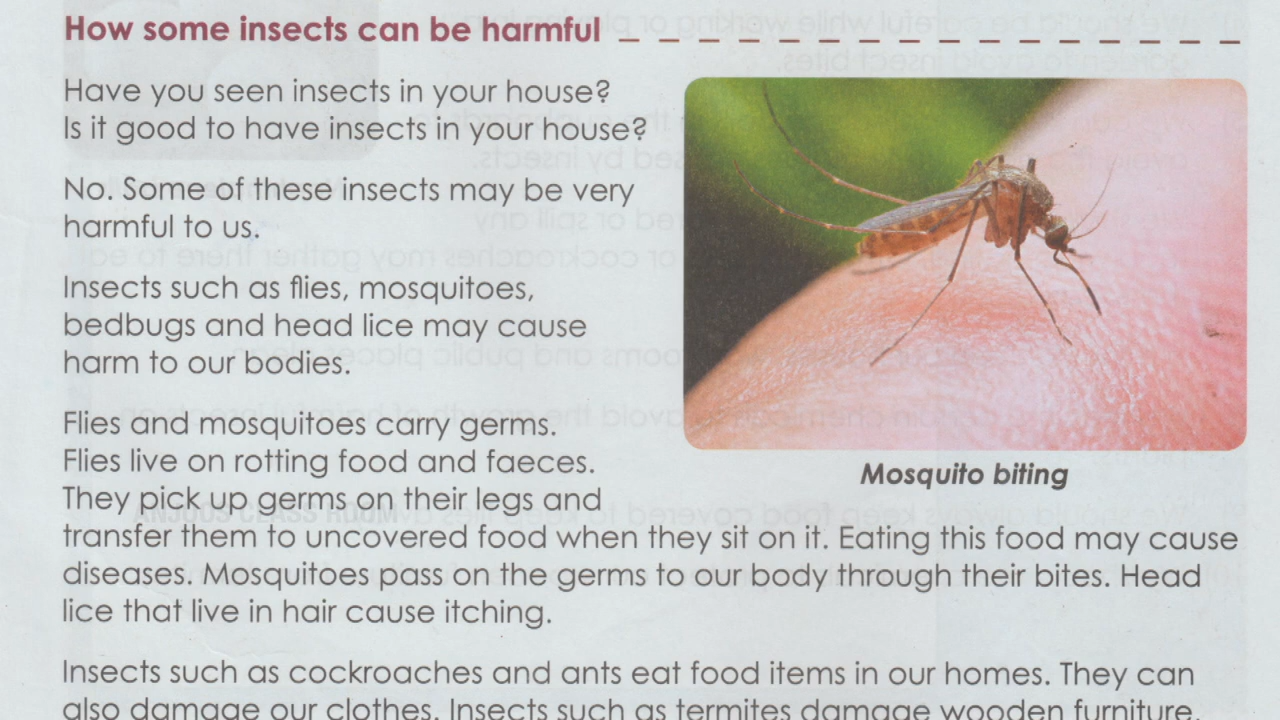 How some insects can be harmful
Have you seen insects in your house?
Is it good to have insects in your house?
No. Some of these insects may be very
harmful to us.
Insects such as flies, mosquitoes,
bedbugs and head lice may cause
harm to our bodies.
Mosquito biting
Flies and mosquitoes carry germs.
Flies live on rotting food and faeces.
They pick up germs on their legs and
transfer them to uncovered food when they sit on it. Eating this food may cause
diseases. Mosquitoes pass on the germs to our body through their bites. Head
lice that live in hair cause itching.
ANJUUS CLASS ROOM
Insects such as cockroaches and ants eat food items in our homes. They can
also damage our clothes. Insects such as termites damage wooden furniture.